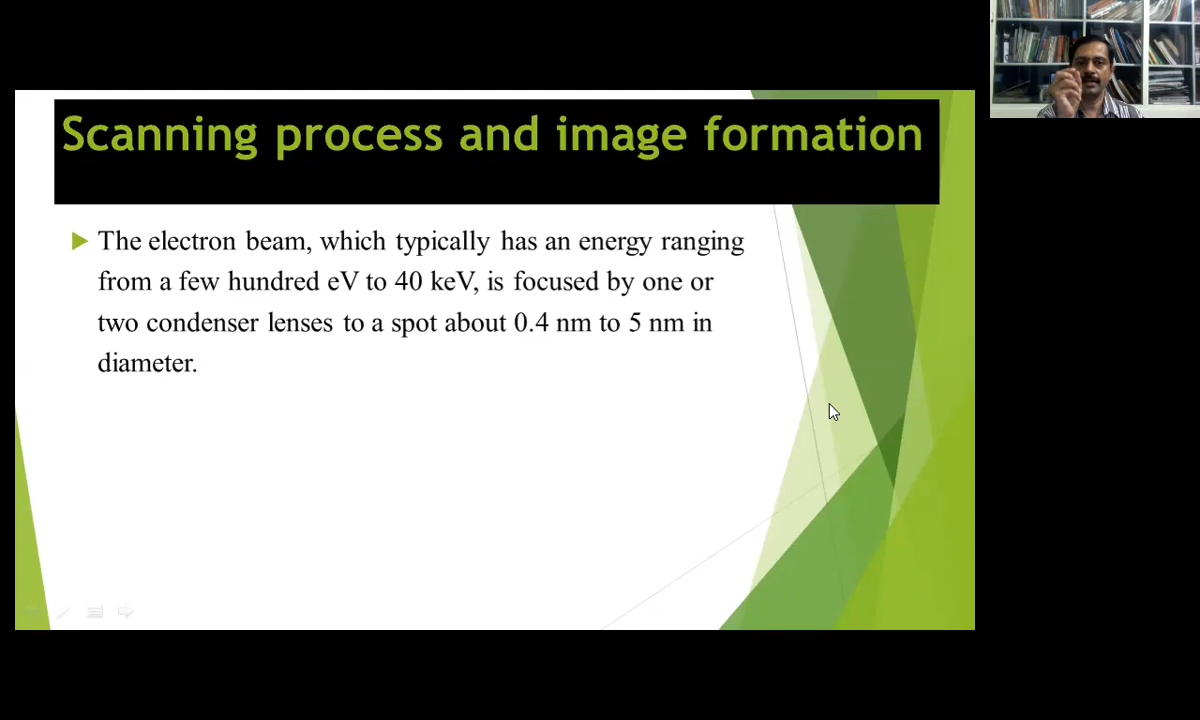 Scanning process and image formation
The electron beam, which typically has an energy ranging
from a few hundred eV to 40 keV, is focused by one or
two condenser lenses to a spot about 0.4 nm to 5 nm in
diameter.